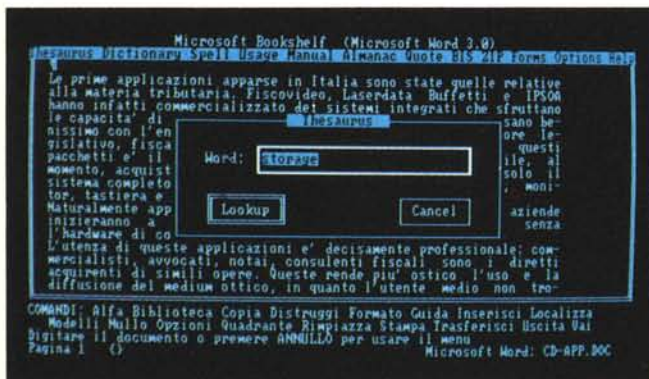 Microsoft Bookshelf (Microsoft Word 3.0)
Thesaurus Dictionary Spell Usage Manual Almanac Quote BIS ZIP Forms Options Help
Le prime applicazioni apparse in Italia sono state quelle relative
alla materia tributaria. Fiscovideo, Laserdata Buffetti e IPSOA
hanno infatti commercializzato dei sistemi integrati che sfruttano
le capacita' di sano be-
nissimo con l'en ore le-
gislativo, fisca questi
pacchetti e' il ile, al
momento, acquist solo il
sistema completo , moni-
tor, tastiera e
Naturalmente app aziende
inizieranno a senza
l'hardware di co
Thesaurus
Word: storage
Lookup Cancel
L'utenza di queste applicazioni e' decisamente professionale: com-
mercialisti, avvocati, notai, consulenti fiscali sono i diretti
acquirenti di simili opere. Queste rende piu' ostico l'uso e la
diffusione del medium ottico, in quanto l'utente medio non tro-
COMANDI: Alfa Biblioteca Copia Distruggi Formato Guida Inserisci Localizza
Modelli Nullo Opzioni Quadrante Rimpiazza Stampa Trasferisci Uscita Vai
Digitare il documento o premere ANNULLO per usare il menu
Pagina 1 {} Microsoft Word: CD-APP.DOC